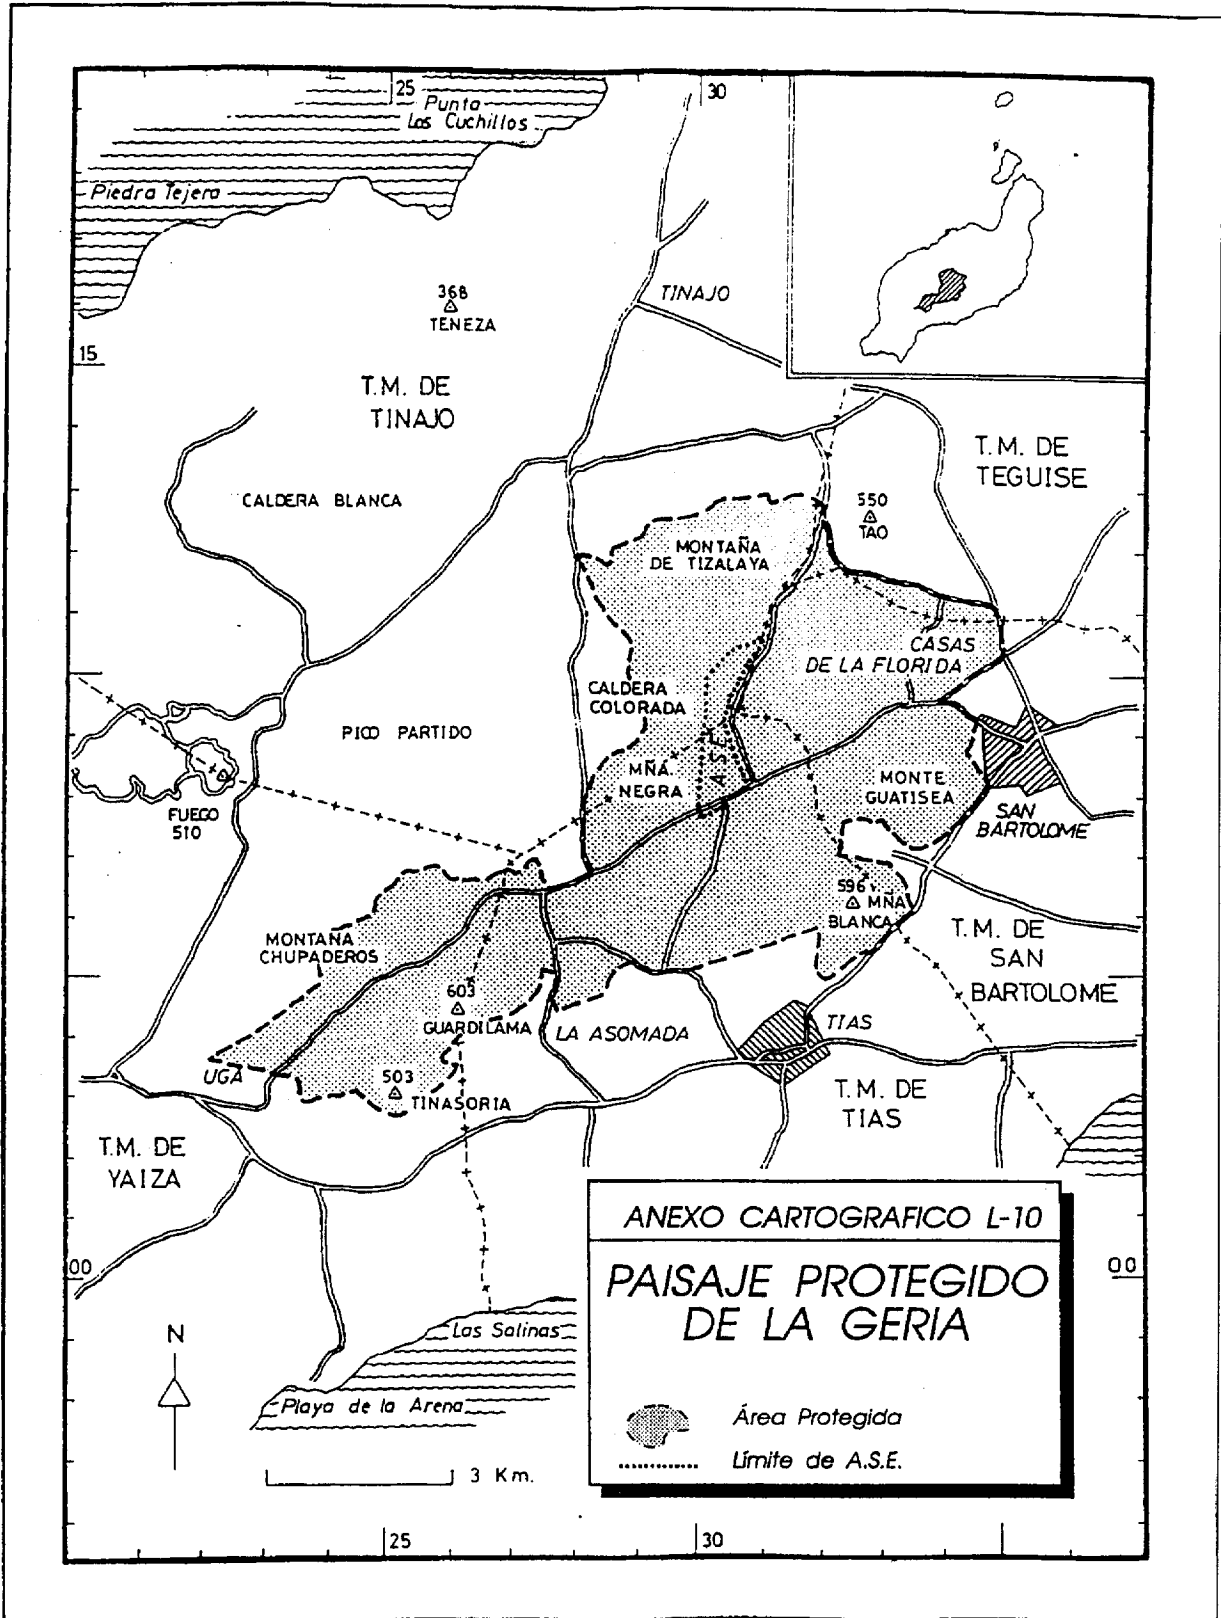 25
30
Punta
Los Cuchillos
Piedra Tejera
368
TENEZA
TINAJO
15
T.M. DE
TINAJO
T.M. DE
TEGUISE
CALDERA BLANCA
550
TAO
MONTAÑA
DE TIZALAYA
CASAS
DE LA FLORIDA
CALDERA
COLORADA
PICO PARTIDO
A S E
MÑA.
NEGRA
MONTE
GUATISEA
FUEGO
510
SAN
BARTOLOME
596
MÑA
BLANCA
MONTAÑA
CHUPADEROS
T.M. DE
SAN
BARTOLOME
603
GUARDILAMA
LA ASOMADA
TIAS
UGA
503
TINASORIA
T.M. DE
TIAS
T.M. DE
YAIZA
ANEXO CARTOGRAFICO L-10
00
00
PAISAJE PROTEGIDO
DE LA GERIA
N
Las Salinas
Playa de la Arena
Área Protegida
Límite de A.S.E.
3 Km.
25
30